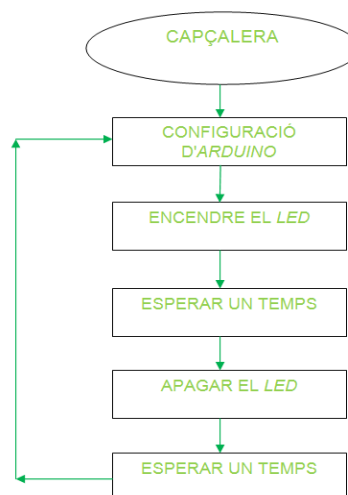 CAPÇALERA
CONFIGURACIÓ
D'ARDUINO
ENCENDRE EL LED
ESPERAR UN TEMPS
APAGAR EL LED
ESPERAR UN TEMPS